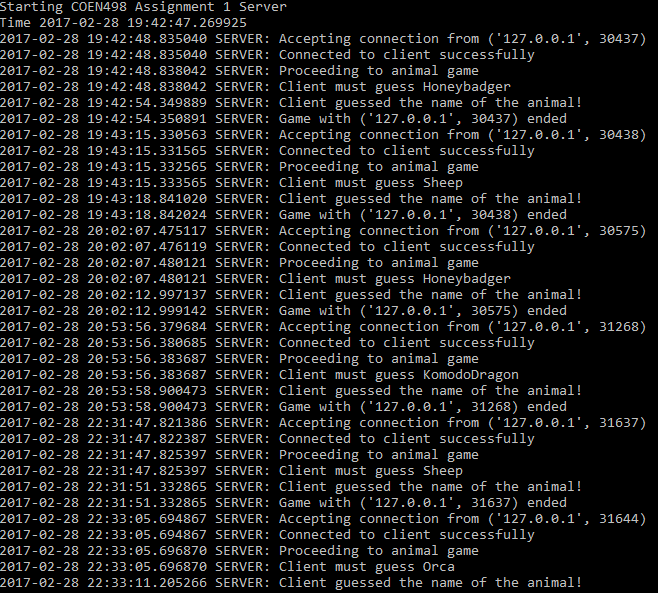 Starting COEN498 Assignment 1 Server
Time 2017-02-28 19:42:47.269925
2017-02-28 19:42:48.835040 SERVER: Accepting connection from ('127.0.0.1', 30437)
2017-02-28 19:42:48.835040 SERVER: Connected to client successfully
2017-02-28 19:42:48.838042 SERVER: Proceeding to animal game
2017-02-28 19:42:48.838042 SERVER: Client must guess Honeybadger
2017-02-28 19:42:54.349889 SERVER: Client guessed the name of the animal!
2017-02-28 19:42:54.350891 SERVER: Game with ('127.0.0.1', 30437) ended
2017-02-28 19:43:15.330563 SERVER: Accepting connection from ('127.0.0.1', 30438)
2017-02-28 19:43:15.331565 SERVER: Connected to client successfully
2017-02-28 19:43:15.332565 SERVER: Proceeding to animal game
2017-02-28 19:43:15.333565 SERVER: Client must guess Sheep
2017-02-28 19:43:18.841020 SERVER: Client guessed the name of the animal!
2017-02-28 19:43:18.842024 SERVER: Game with ('127.0.0.1', 30438) ended
2017-02-28 20:02:07.475117 SERVER: Accepting connection from ('127.0.0.1', 30575)
2017-02-28 20:02:07.476119 SERVER: Connected to client successfully
2017-02-28 20:02:07.480121 SERVER: Proceeding to animal game
2017-02-28 20:02:07.480121 SERVER: Client must guess Honeybadger
2017-02-28 20:02:12.997137 SERVER: Client guessed the name of the animal!
2017-02-28 20:02:12.999142 SERVER: Game with ('127.0.0.1', 30575) ended
2017-02-28 20:53:56.379684 SERVER: Accepting connection from ('127.0.0.1', 31268)
2017-02-28 20:53:56.380685 SERVER: Connected to client successfully
2017-02-28 20:53:56.383687 SERVER: Proceeding to animal game
2017-02-28 20:53:56.383687 SERVER: Client must guess KomodoDragon
2017-02-28 20:53:58.900473 SERVER: Client guessed the name of the animal!
2017-02-28 20:53:58.900473 SERVER: Game with ('127.0.0.1', 31268) ended
2017-02-28 22:31:47.821386 SERVER: Accepting connection from ('127.0.0.1', 31637)
2017-02-28 22:31:47.822387 SERVER: Connected to client successfully
2017-02-28 22:31:47.825397 SERVER: Proceeding to animal game
2017-02-28 22:31:47.825397 SERVER: Client must guess Sheep
2017-02-28 22:31:51.332865 SERVER: Client guessed the name of the animal!
2017-02-28 22:31:51.332865 SERVER: Game with ('127.0.0.1', 31637) ended
2017-02-28 22:33:05.694867 SERVER: Accepting connection from ('127.0.0.1', 31644)
2017-02-28 22:33:05.694867 SERVER: Connected to client successfully
2017-02-28 22:33:05.696870 SERVER: Proceeding to animal game
2017-02-28 22:33:05.696870 SERVER: Client must guess Orca
2017-02-28 22:33:11.205266 SERVER: Client guessed the name of the animal!